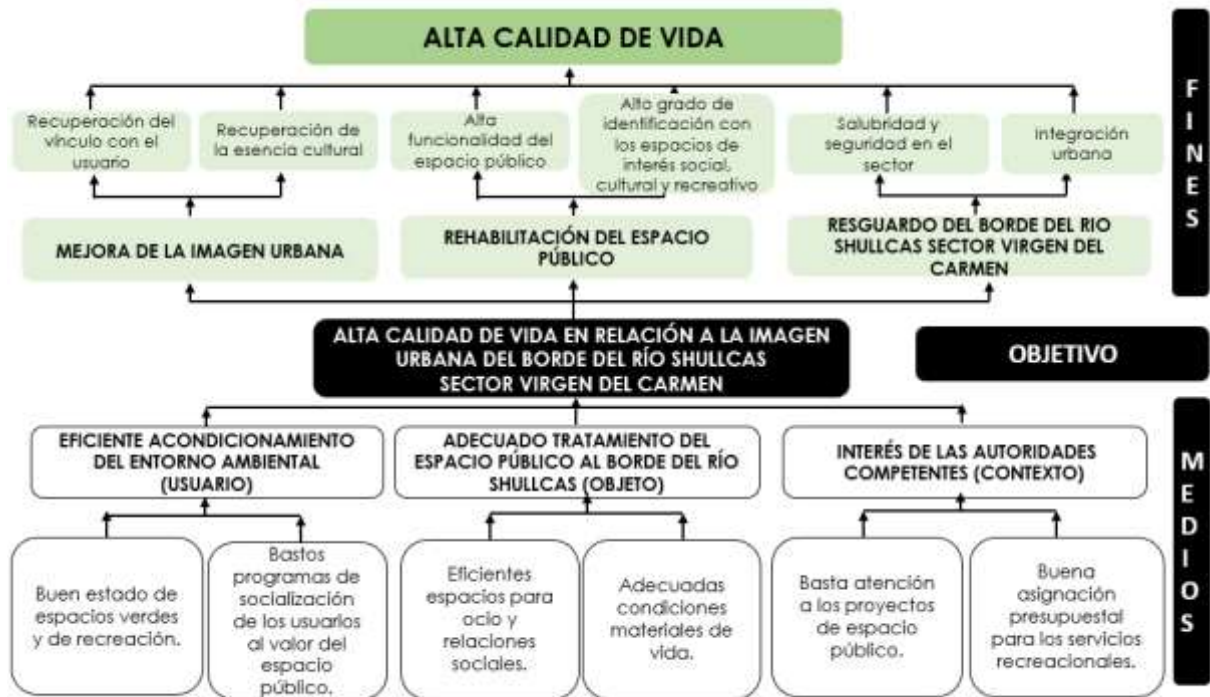 ALTA CALIDAD DE VIDA
Recuperación del
vínculo con el
usuario
Recuperación de
la esencia cultural
Alta
funcionalidad del
espacio público
Alto grado de
identificación con
los espacios de
interés social,
cultural y recreativo
Salubridad y
seguridad en el
sector
Integración
urbana
MEJORA DE LA IMAGEN URBANA
REHABILITACIÓN DEL ESPACIO
PÚBLICO
RESGUARDO DEL BORDE DEL RIO
SHULLCAS SECTOR VIRGEN DEL
CARMEN
FINES
ALTA CALIDAD DE VIDA EN RELACIÓN A LA IMAGEN
URBANA DEL BORDE DEL RÍO SHULLCAS
SECTOR VIRGEN DEL CARMEN
OBJETIVO
EFICIENTE ACONDICIONAMIENTO
DEL ENTORNO AMBIENTAL
(USUARIO)
ADECUADO TRATAMIENTO DEL
ESPACIO PÚBLICO AL BORDE DEL RÍO
SHULLCAS (OBJETO)
INTERÉS DE LAS AUTORIDADES
COMPETENTES (CONTEXTO)
Buen estado de
espacios verdes
y de recreación.
Bastos
programas de
socialización
de los usuarios
al valor del
espacio
público.
Eficientes
espacios para
ocio y
relaciones
sociales.
Adecuadas
condiciones
materiales de
vida.
Basta atención
a los proyectos
de espacio
público.
Buena
asignación
presupuestal
para los servicios
recreacionales.
MEDIOS